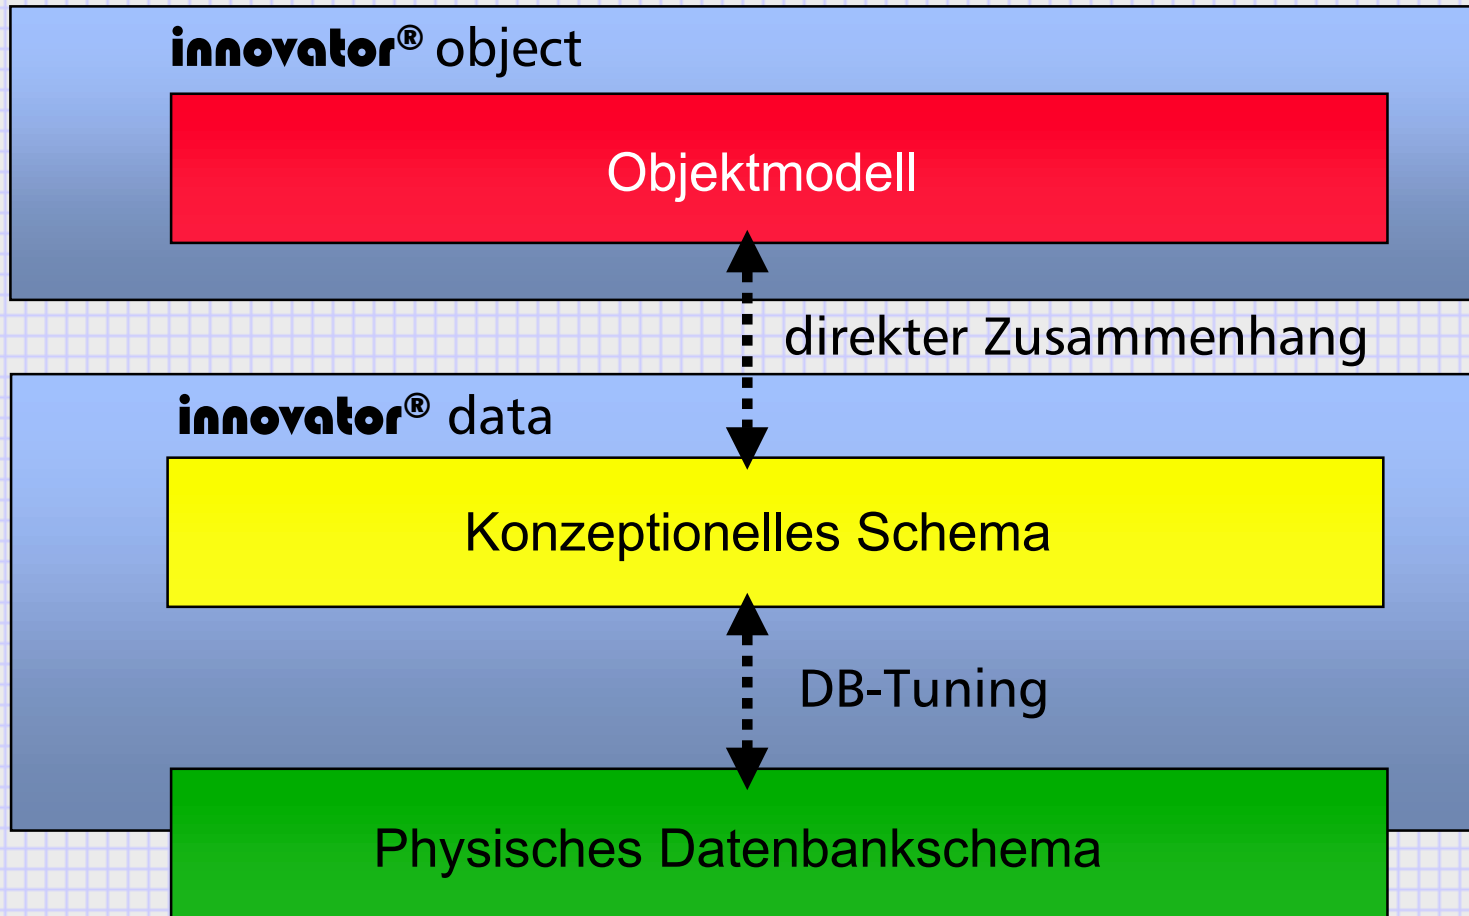 innovator® object
Objektmodell
direkter Zusammenhang
innovator® data
Konzeptionelles Schema
DB-Tuning
Physisches Datenbankschema